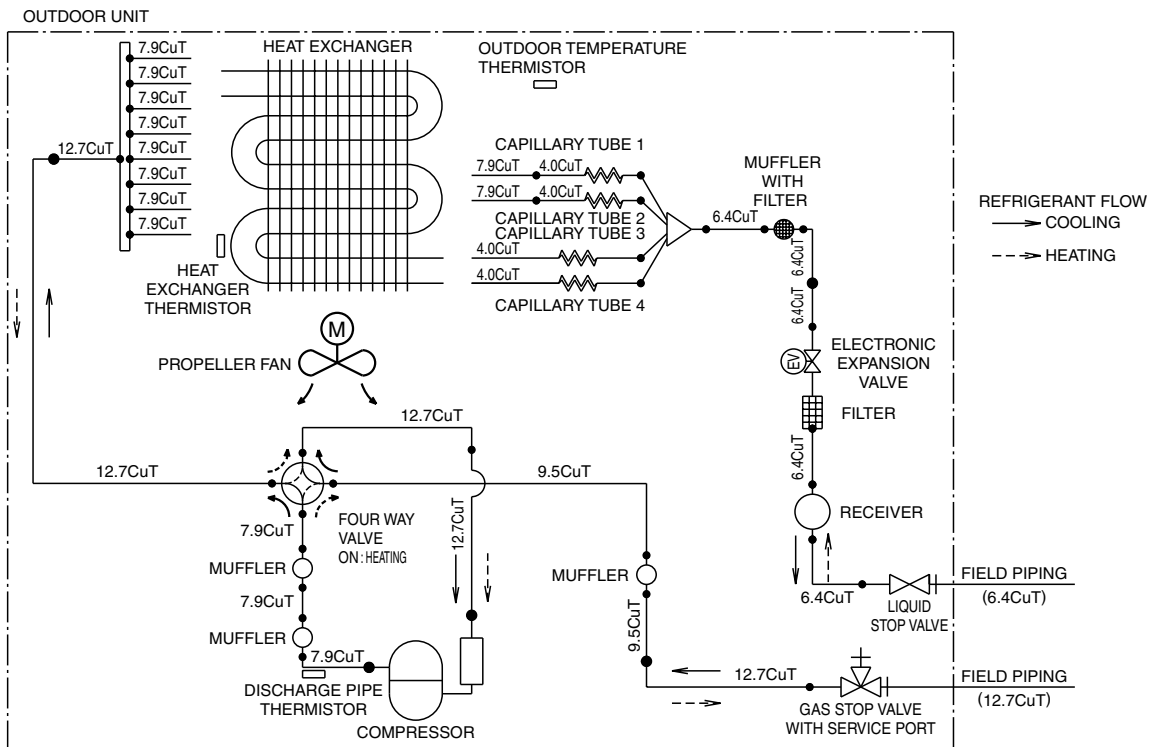 OUTDOOR UNIT
7.9CuT
7.9CuT
7.9CuT
7.9CuT
7.9CuT
7.9CuT
7.9CuT
7.9CuT
12.7CuT
HEAT EXCHANGER
OUTDOOR TEMPERATURE
THERMISTOR
HEAT
EXCHANGER
THERMISTOR
CAPILLARY TUBE 1
7.9CuT 4.0CuT
7.9CuT 4.0CuT
CAPILLARY TUBE 2
CAPILLARY TUBE 3
4.0CuT
4.0CuT
CAPILLARY TUBE 4
6.4CuT
MUFFLER
WITH
FILTER
6.4CuT
6.4CuT
REFRIGERANT FLOW
COOLING
HEATING
EV
ELECTRONIC
EXPANSION
VALVE
FILTER
6.4CuT
RECEIVER
6.4CuT
LIQUID
STOP VALVE
FIELD PIPING
(6.4CuT)
M
PROPELLER FAN
12.7CuT
12.7CuT
9.5CuT
7.9CuT
FOUR WAY
VALVE
ON : HEATING
12.7CuT
MUFFLER
7.9CuT
MUFFLER
7.9CuT
DISCHARGE PIPE
THERMISTOR
COMPRESSOR
MUFFLER
9.5CuT
12.7CuT
GAS STOP VALVE
WITH SERVICE PORT
FIELD PIPING
(12.7CuT)